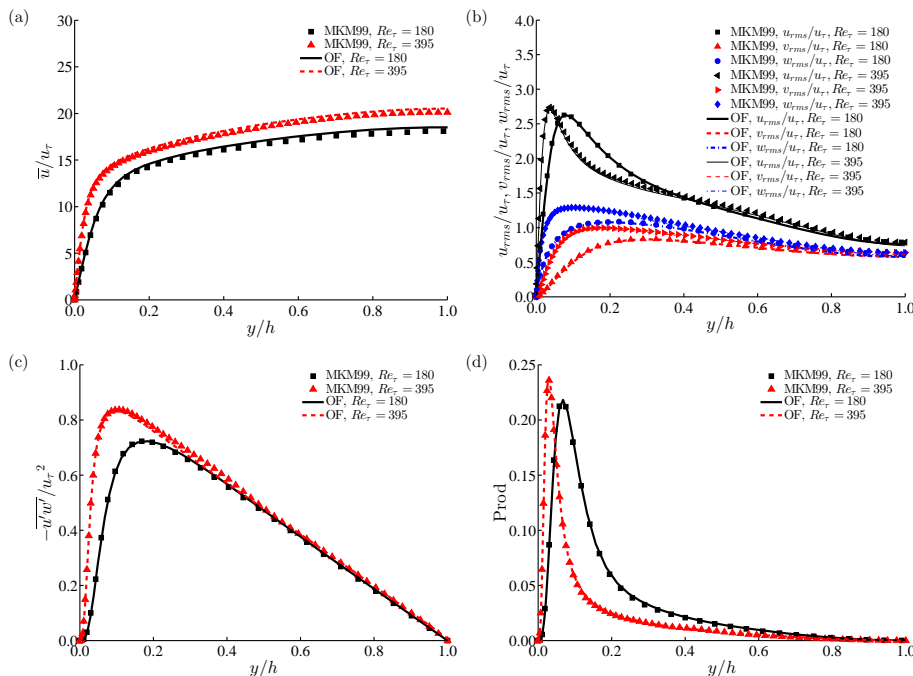 (a)
30
25
20
15
10
5
0
0.0 0.2 0.4 0.6 0.8 1.0
y/h
u̅/u_τ
MKM99, Re_τ = 180
MKM99, Re_τ = 395
OF, Re_τ = 180
OF, Re_τ = 395
(b)
4.0
3.5
3.0
2.5
2.0
1.5
1.0
0.5
0.0
0.0 0.2 0.4 0.6 0.8 1.0
y/h
u_rms/u_τ, v_rms/u_τ, w_rms/u_τ
MKM99, u_rms/u_τ, Re_τ = 180
MKM99, v_rms/u_τ, Re_τ = 180
MKM99, w_rms/u_τ, Re_τ = 180
MKM99, u_rms/u_τ, Re_τ = 395
MKM99, v_rms/u_τ, Re_τ = 395
MKM99, w_rms/u_τ, Re_τ = 395
OF, u_rms/u_τ, Re_τ = 180
OF, v_rms/u_τ, Re_τ = 180
OF, w_rms/u_τ, Re_τ = 180
OF, u_rms/u_τ, Re_τ = 395
OF, v_rms/u_τ, Re_τ = 395
OF, w_rms/u_τ, Re_τ = 395
(c)
1.0
0.8
0.6
0.4
0.2
0.0
0.0 0.2 0.4 0.6 0.8 1.0
y/h
−u̅'̅w̅'̅/u_τ²
MKM99, Re_τ = 180
MKM99, Re_τ = 395
OF, Re_τ = 180
OF, Re_τ = 395
(d)
0.25
0.20
0.15
0.10
0.05
0.00
0.0 0.2 0.4 0.6 0.8 1.0
y/h
Prod
MKM99, Re_τ = 180
MKM99, Re_τ = 395
OF, Re_τ = 180
OF, Re_τ = 395